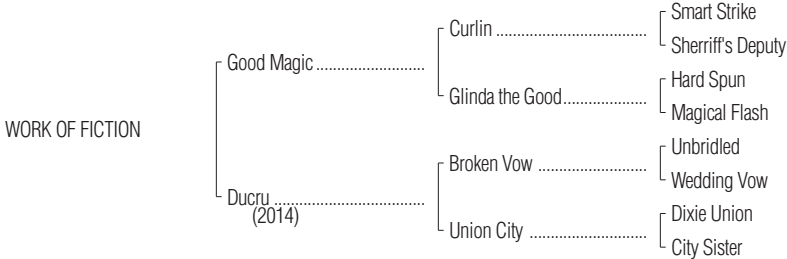 Smart Strike
Curlin ..................................
Sherriff's Deputy
Good Magic .........................
Hard Spun
Glinda the Good...................
Magical Flash
WORK OF FICTION
Unbridled
Broken Vow .........................
Wedding Vow
Ducru ..................................
(2014)
Dixie Union
Union City ...........................
City Sister